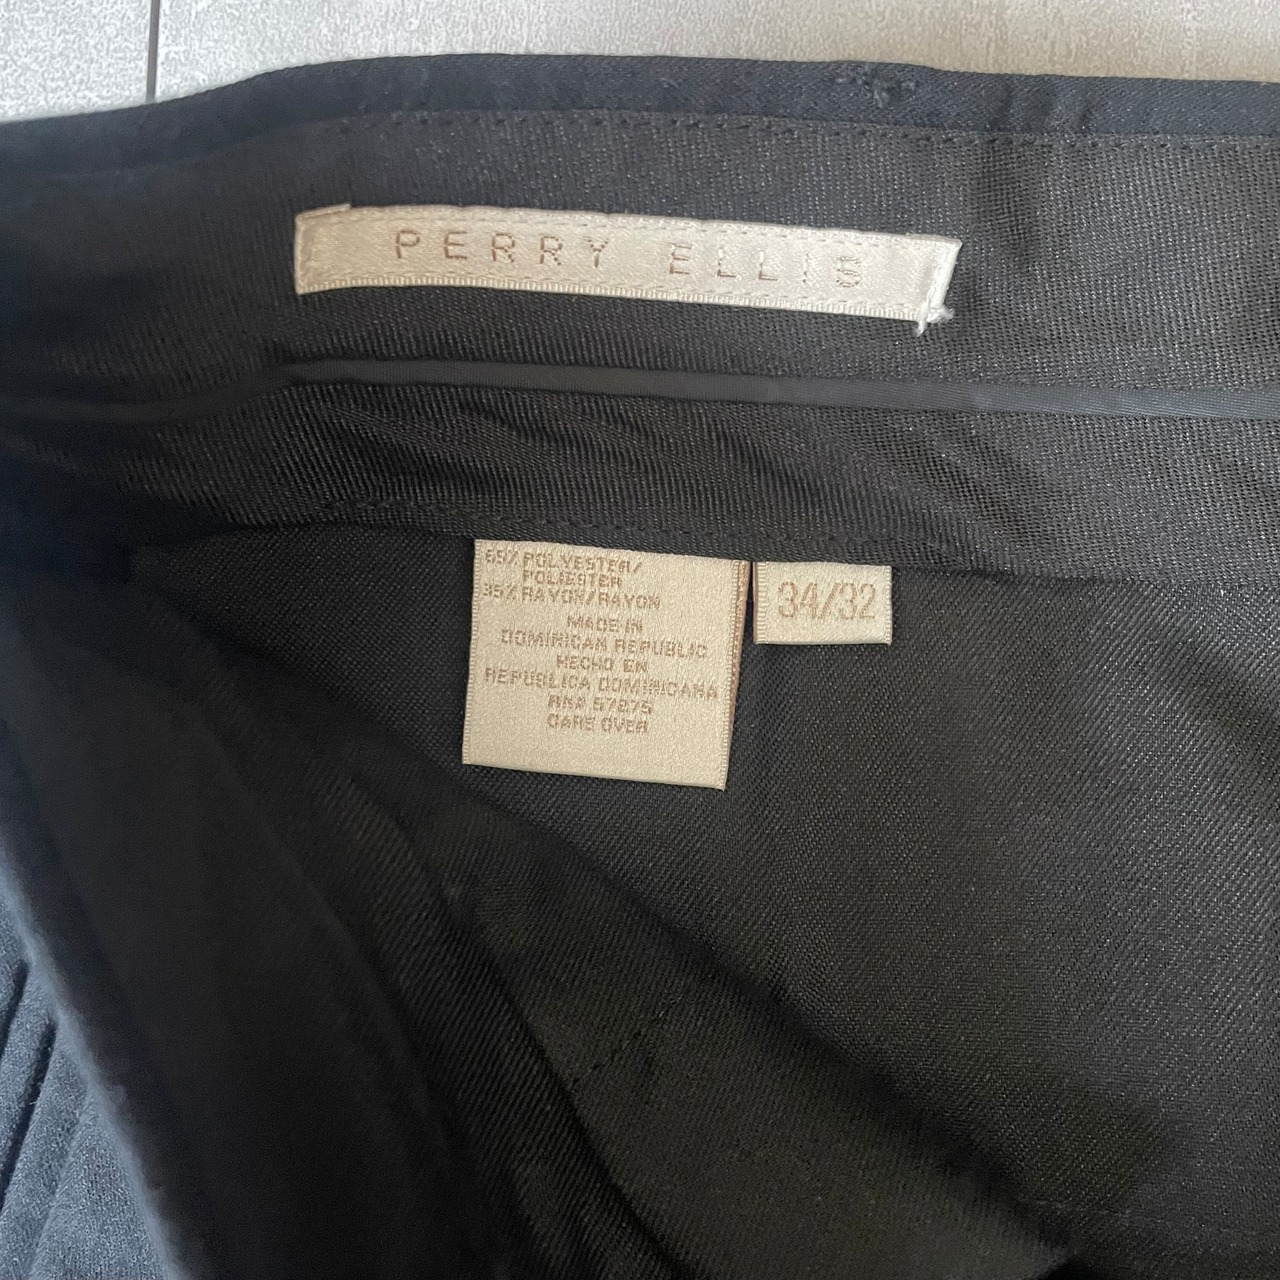 PERRY ELLIS
65% POLYESTER/
POLIESTER
35% RAYON/RAYON
MADE IN
DOMINICAN REPUBLIC
HECHO EN
REPUBLICA DOMINICANA
RN# 57275
CARE OVER
34/32